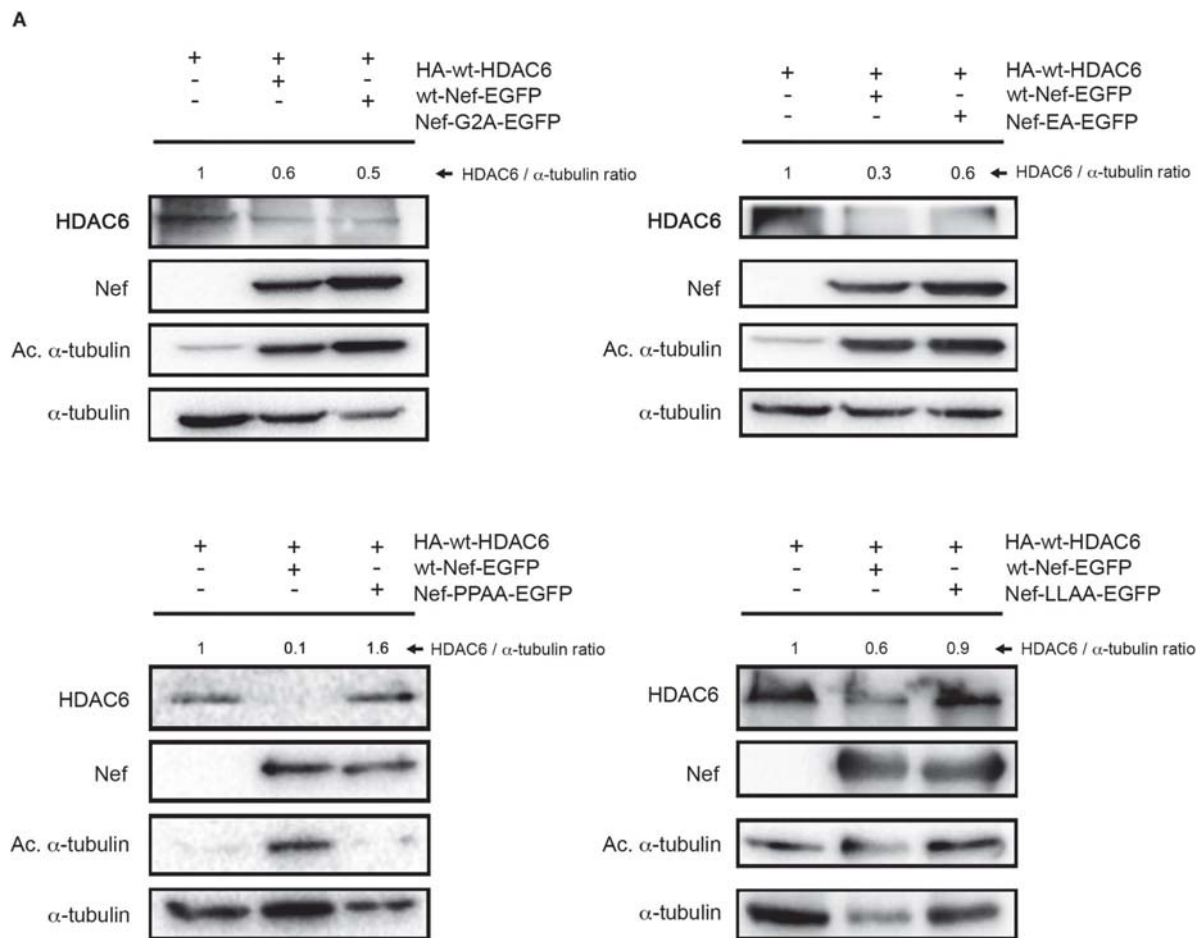 A
+ + +
HA-wt-HDAC6
- + -
wt-Nef-EGFP
- - +
Nef-G2A-EGFP
1 0.6 0.5 ← HDAC6 / α-tubulin ratio
HDAC6
Nef
Ac. α-tubulin
α-tubulin
+ + +
HA-wt-HDAC6
- + -
wt-Nef-EGFP
- - +
Nef-EA-EGFP
1 0.3 0.6 ← HDAC6 / α-tubulin ratio
HDAC6
Nef
Ac. α-tubulin
α-tubulin
+ + +
HA-wt-HDAC6
- + -
wt-Nef-EGFP
- - +
Nef-PPAA-EGFP
1 0.1 1.6 ← HDAC6 / α-tubulin ratio
HDAC6
Nef
Ac. α-tubulin
α-tubulin
+ + +
HA-wt-HDAC6
- + -
wt-Nef-EGFP
- - +
Nef-LLAA-EGFP
1 0.6 0.9 ← HDAC6 / α-tubulin ratio
HDAC6
Nef
Ac. α-tubulin
α-tubulin